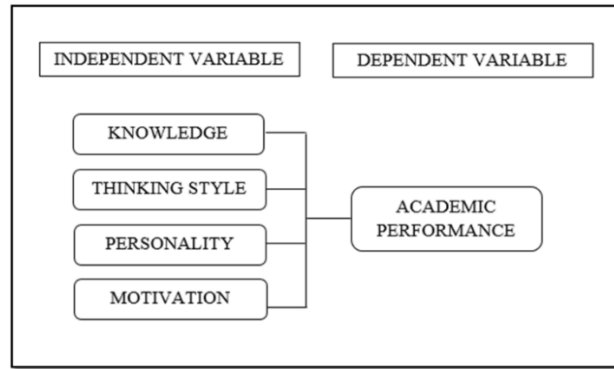 INDEPENDENT VARIABLE
DEPENDENT VARIABLE
KNOWLEDGE
THINKING STYLE
PERSONALITY
MOTIVATION
ACADEMIC
PERFORMANCE